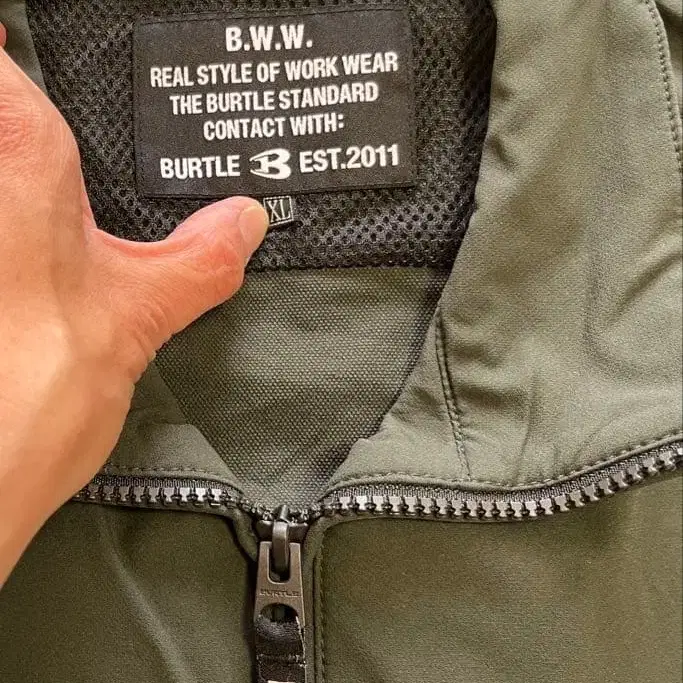 B.W.W.
REAL STYLE OF WORK WEAR
THE BURTLE STANDARD
CONTACT WITH:
BURTLE B EST.2011
XL
BURTLE